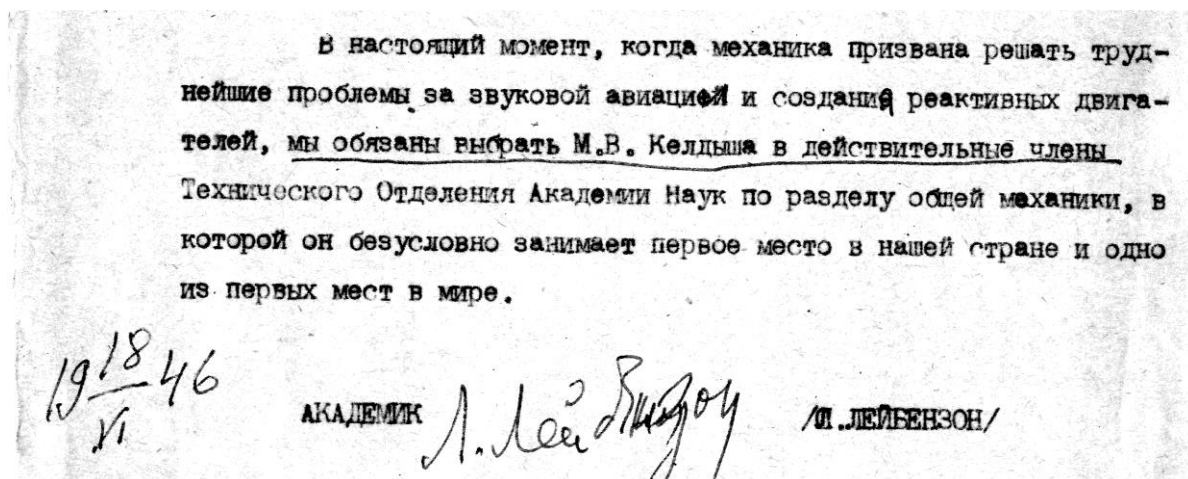 В настоящий момент, когда механика призвана решать труд-
нейшие проблемы за звуковой авиацией и создания реактивных двига-
телей, мы обязаны выбрать М.В. Келдыша в действительные члены
Технического Отделения Академии Наук по разделу общей механики, в
которой он безусловно занимает первое место в нашей стране и одно
из первых мест в мире.
19 18/XI 46
АКАДЕМИК Л. Лейбензон /Л.ЛЕЙБЕНЗОН/